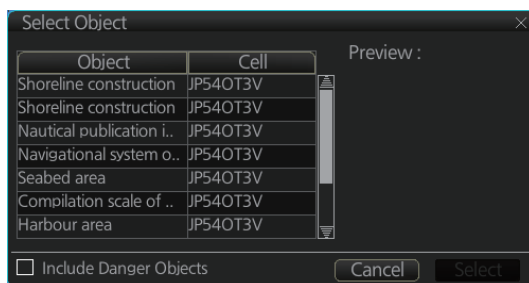 Select Object
Object Cell Preview :
Shoreline construction JP54OT3V
Shoreline construction JP54OT3V
Nautical publication i.. JP54OT3V
Navigational system o.. JP54OT3V
Seabed area JP54OT3V
Compilation scale of .. JP54OT3V
Harbour area JP54OT3V
Include Danger Objects Cancel Select